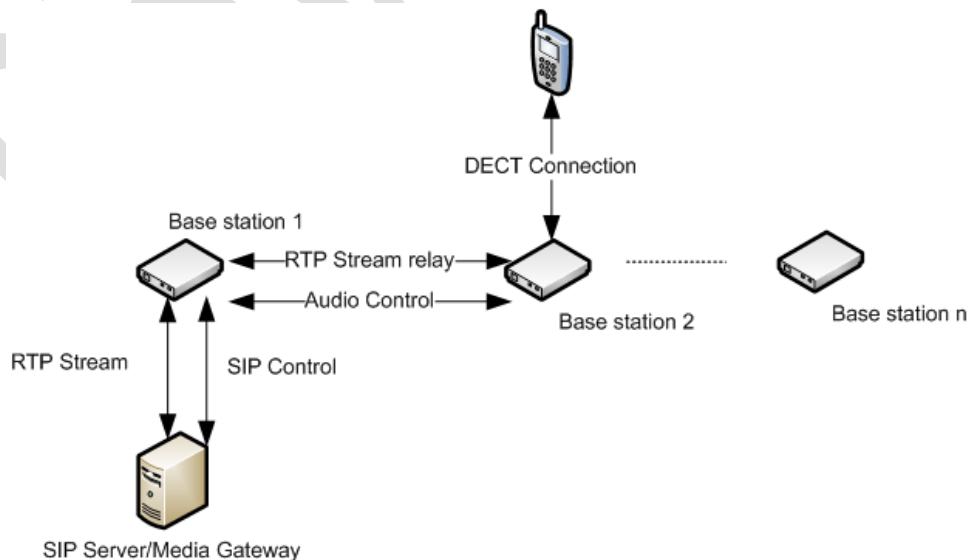 DECT Connection
Base station 1
RTP Stream relay
Audio Control
Base station 2
Base station n
RTP Stream
SIP Control
SIP Server/Media Gateway